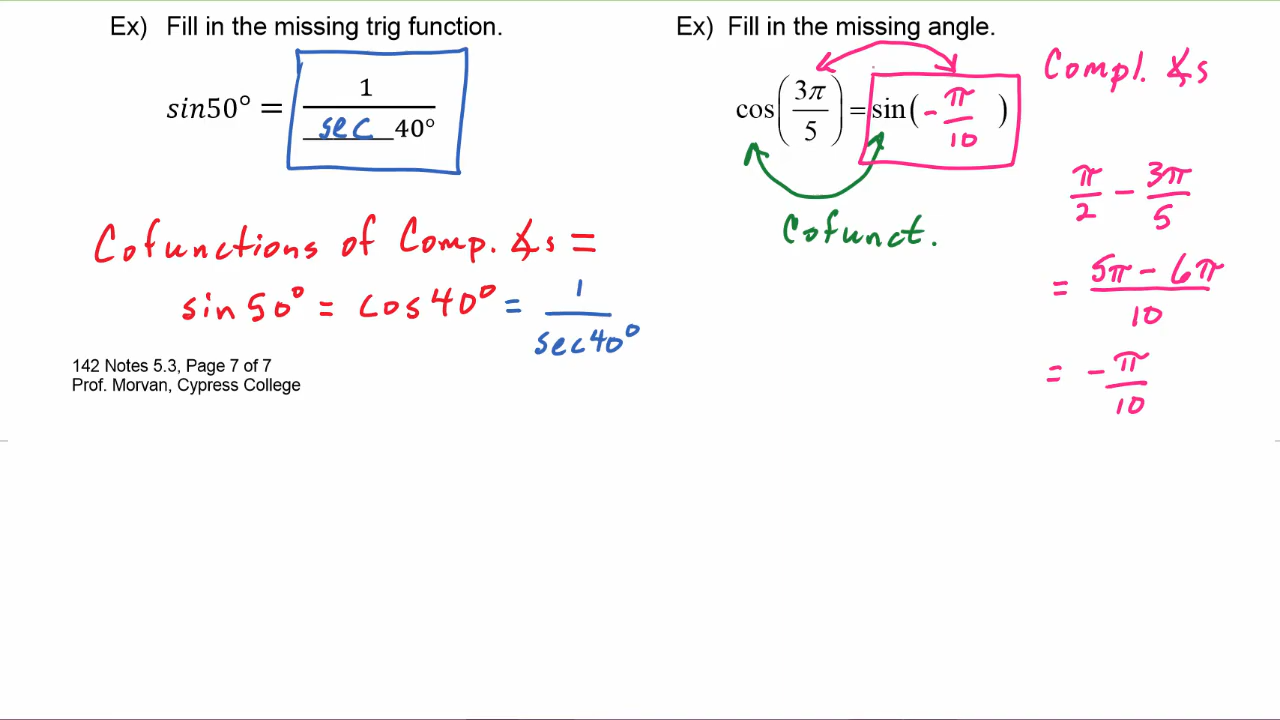 Ex) Fill in the missing trig function.
sin50° = 1 / sec 40°
Cofunctions of Comp. ∡s =
sin 50° = cos 40° = 1 / sec 40°
142 Notes 5.3, Page 7 of 7
Prof. Morvan, Cypress College
Ex) Fill in the missing angle.
cos(3π/5) = sin(-π/10)
Cofunct.
Compl. ∡s
π/2 - 3π/5
= 5π - 6π / 10
= -π/10